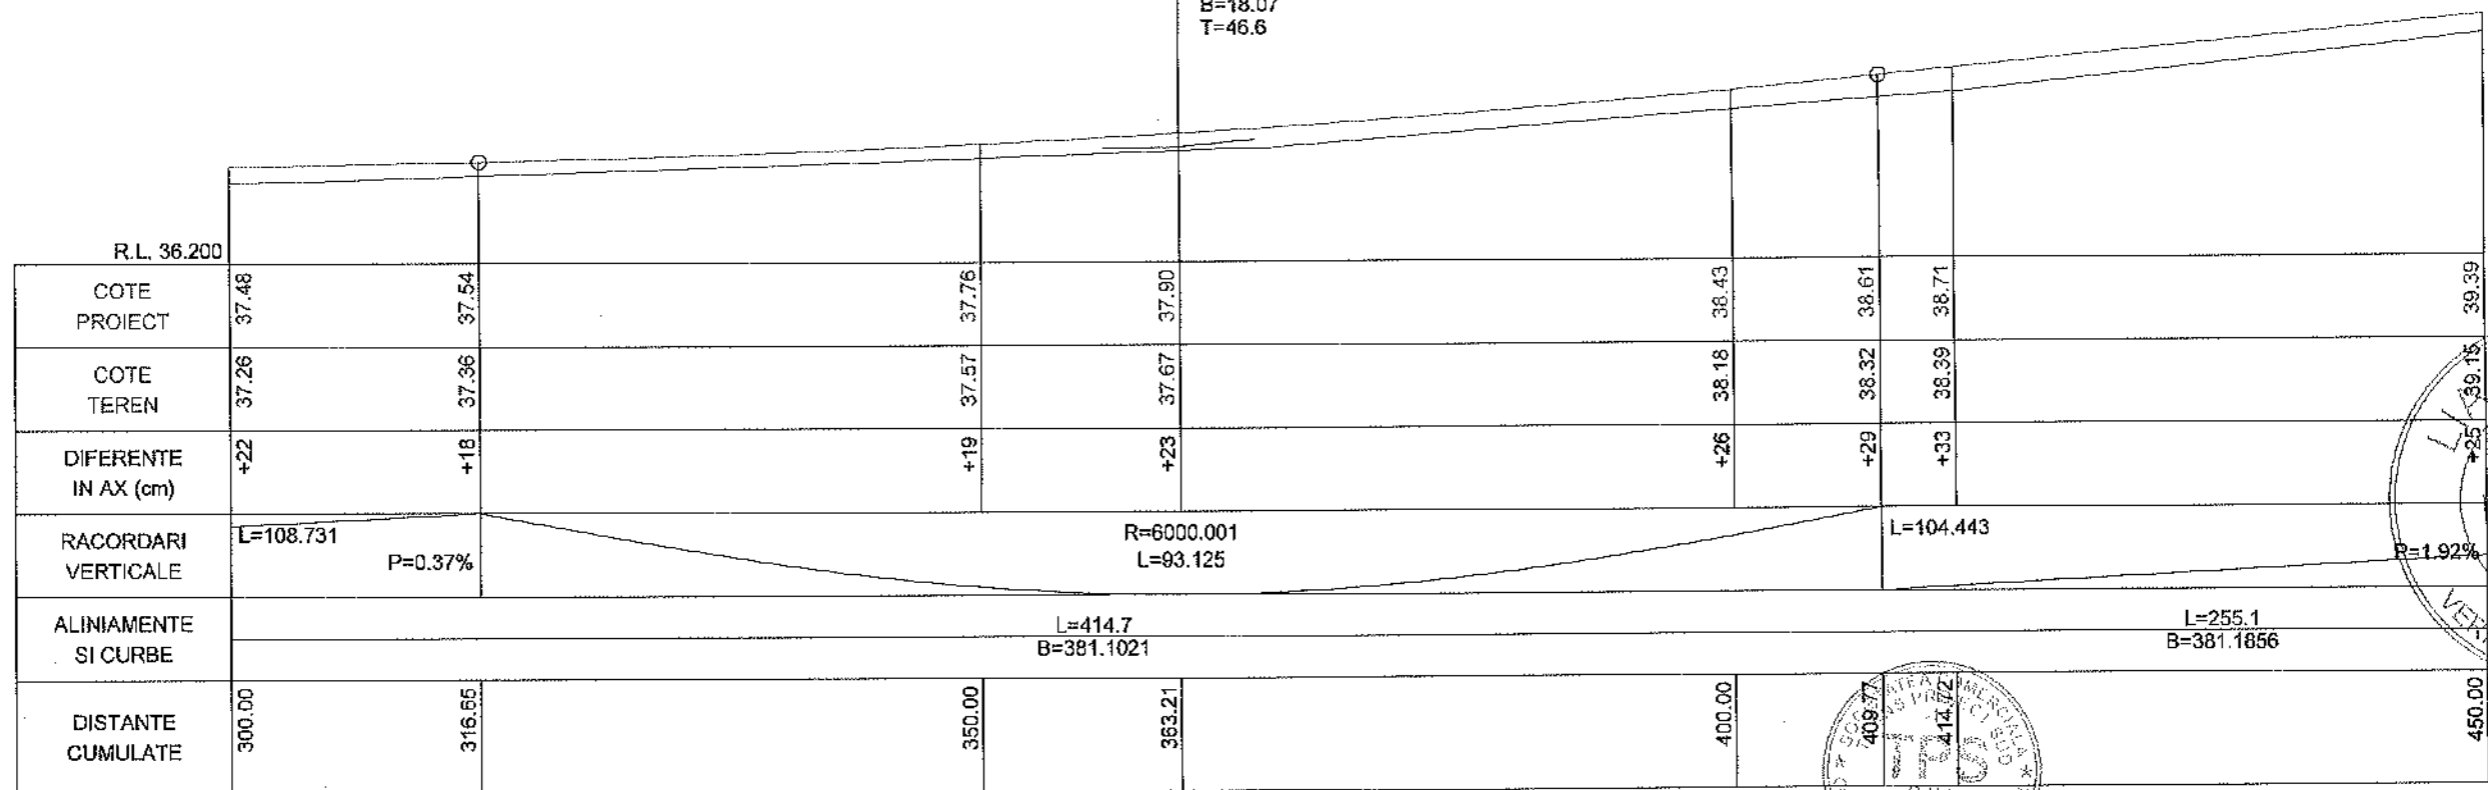 B=18.07
T=46.6
R.L. 36.200
COTE
PROIECT
37.48
37.54
37.76
37.90
38.43
38.61
38.71
39.39
COTE
TEREN
37.26
37.36
37.57
37.67
38.18
38.32
38.39
39.15
DIFERENTE
IN AX (cm)
+22
+18
+19
+23
+26
+29
+33
+25
RACORDARI
VERTICALE
L=108.731
P=0.37%
R=6000.001
L=93.125
L=104.443
P=1.92%
ALINIAMENTE
SI CURBE
L=414.7
B=381.1021
L=255.1
B=381.1856
DISTANTE
CUMULATE
300.00
316.65
350.00
363.21
400.00
409.77
414.72
450.00
TPS